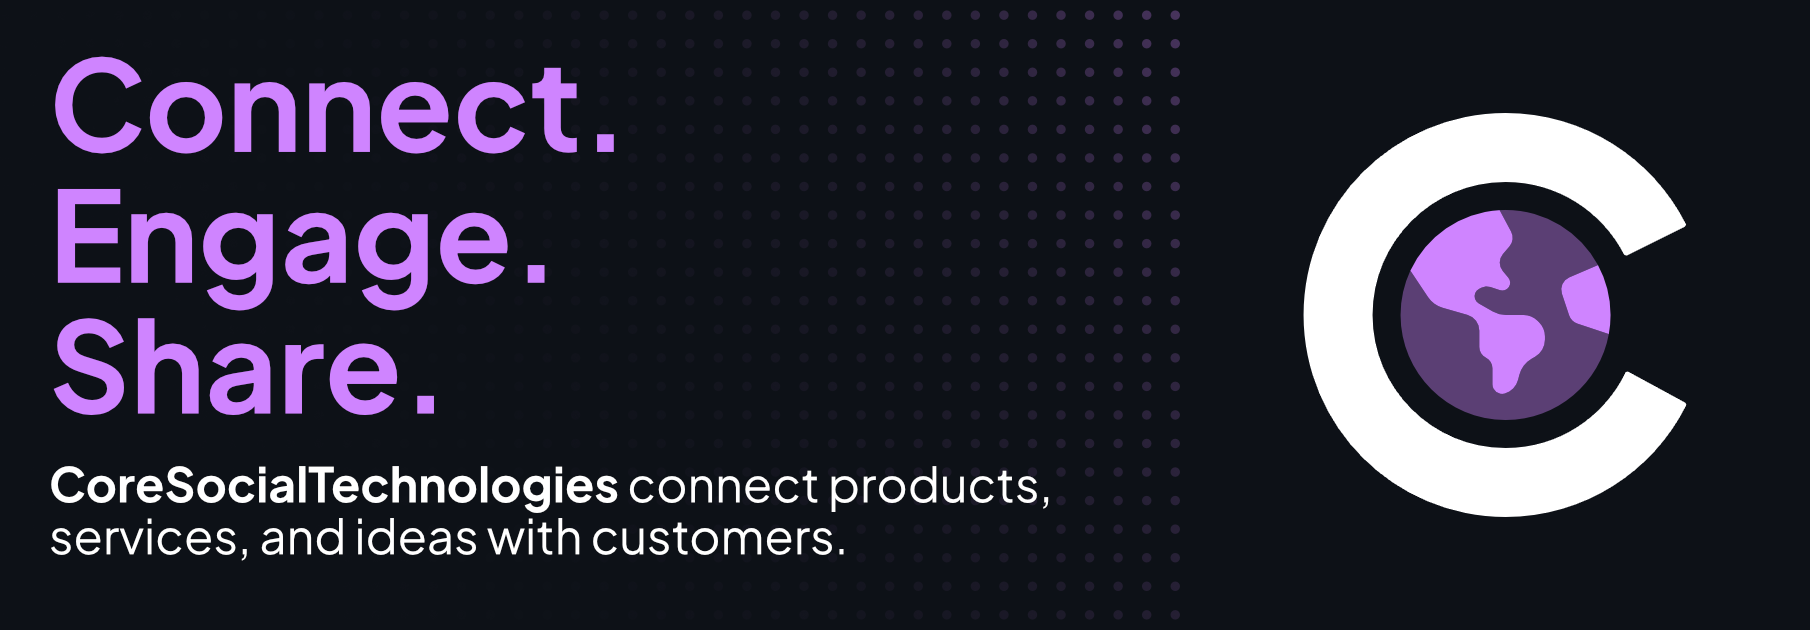 Connect.
Engage.
Share.
CoreSocialTechnologies connect products,
services, and ideas with customers.